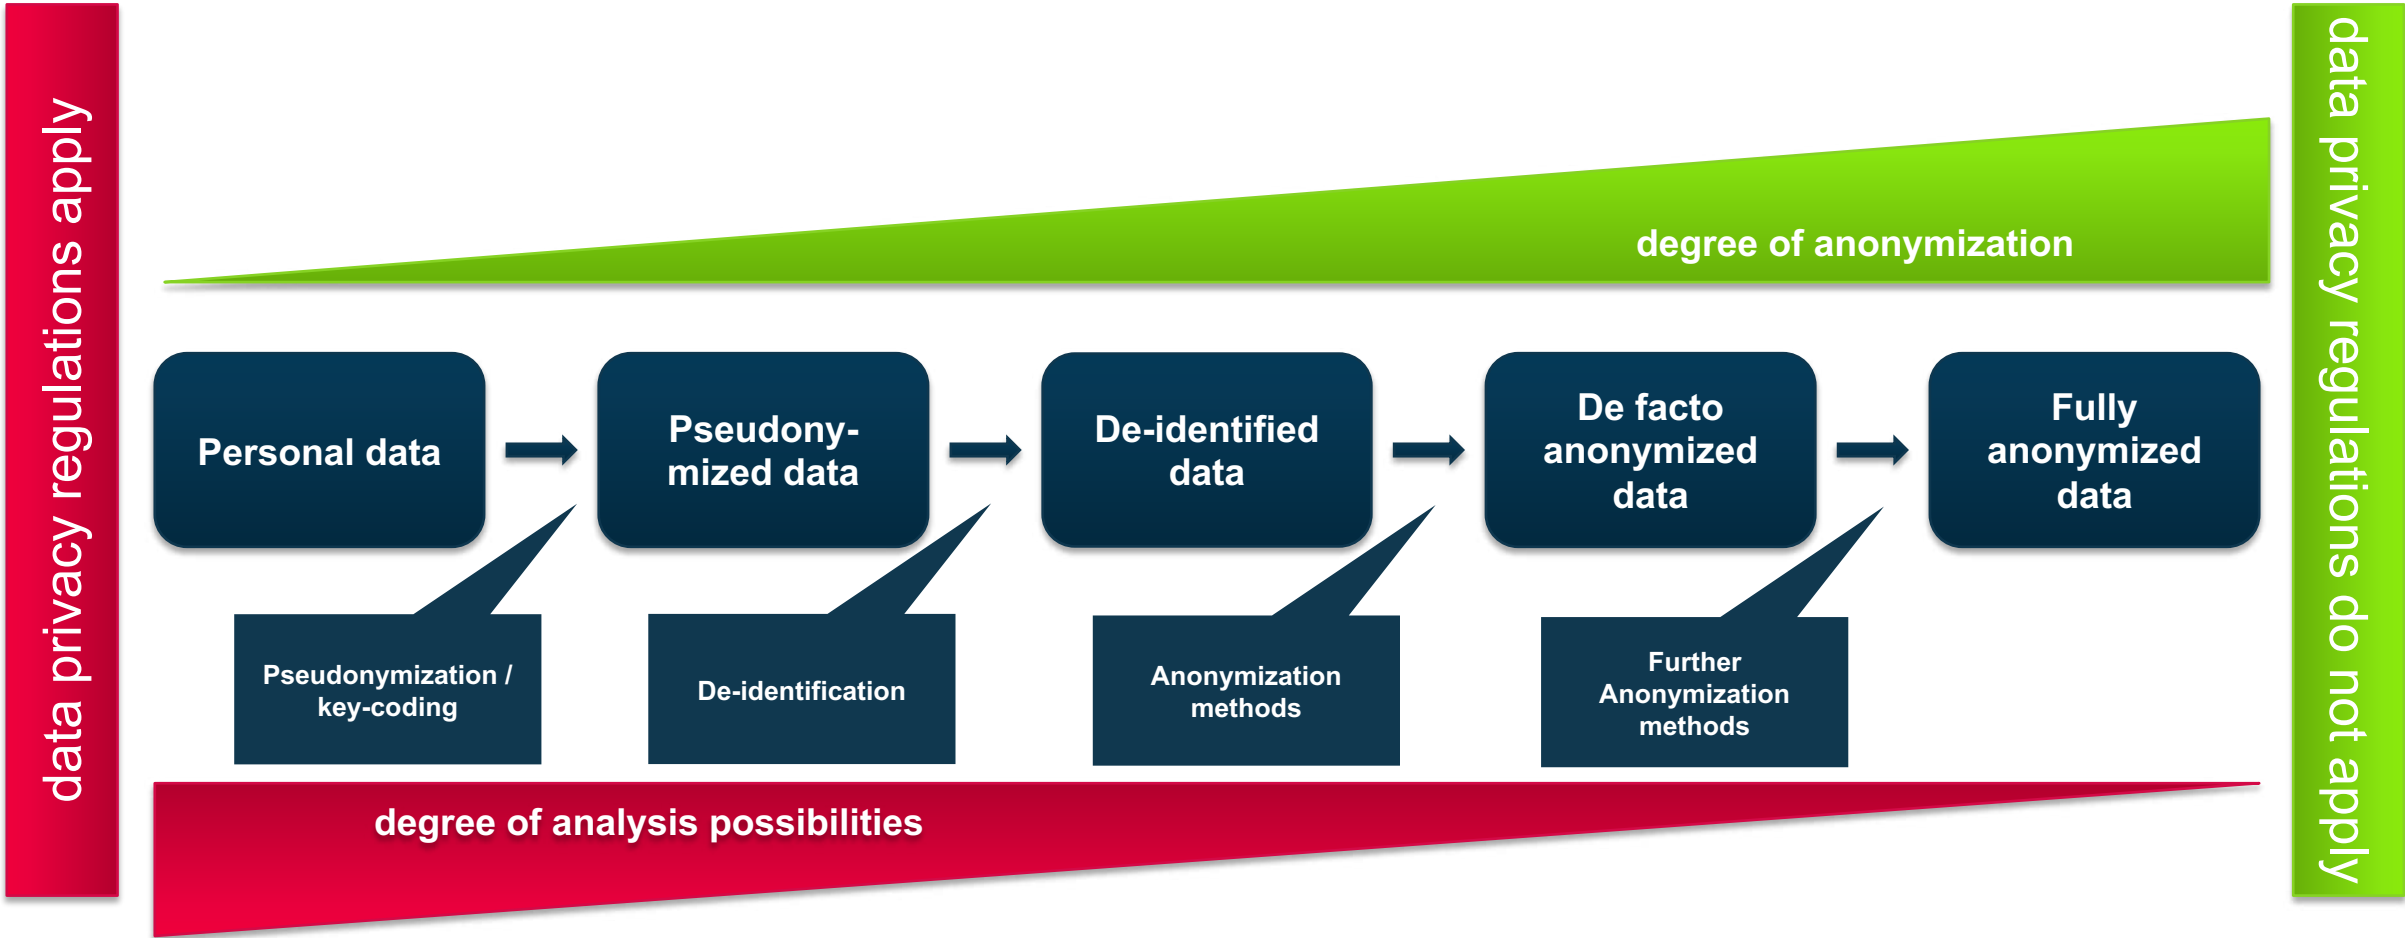 data privacy regulations apply
degree of anonymization
Personal data
Pseudony-
mized data
De-identified
data
De facto
anonymized
data
Fully
anonymized
data
Pseudonymization /
key-coding
De-identification
Anonymization
methods
Further
Anonymization
methods
degree of analysis possibilities
data privacy regulations do not apply